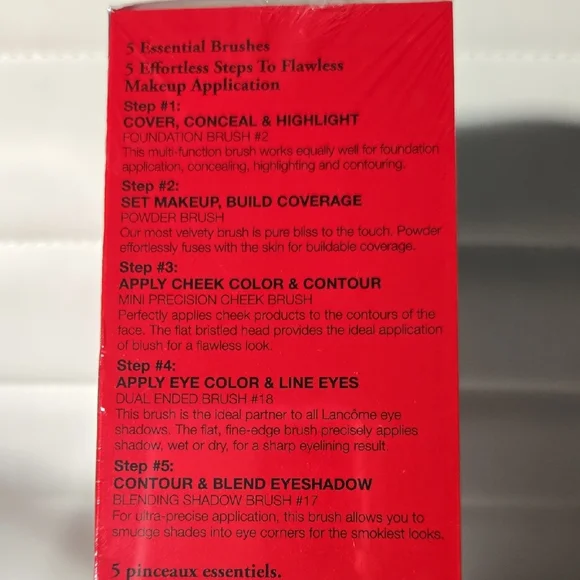 5 Essential Brushes
5 Effortless Steps To Flawless
Makeup Application
Step #1:
COVER, CONCEAL & HIGHLIGHT
FOUNDATION BRUSH #2
This multi-function brush works equally well for foundation
application, concealing, highlighting and contouring.
Step #2:
SET MAKEUP, BUILD COVERAGE
POWDER BRUSH
Our most velvety brush is pure bliss to the touch. Powder
effortlessly fuses with the skin for buildable coverage.
Step #3:
APPLY CHEEK COLOR & CONTOUR
MINI PRECISION CHEEK BRUSH
Perfectly applies cheek products to the contours of the
face. The flat bristled head provides the ideal application
of blush for a flawless look.
Step #4:
APPLY EYE COLOR & LINE EYES
DUAL ENDED BRUSH #18
This brush is the ideal partner to all Lancôme eye
shadows. The flat, fine-edge brush precisely applies
shadow, wet or dry, for a sharp eyelining result.
Step #5:
CONTOUR & BLEND EYESHADOW
BLENDING SHADOW BRUSH #17
For ultra-precise application, this brush allows you to
smudge shades into eye corners for the smokiest looks.
5 pinceaux essentiels.